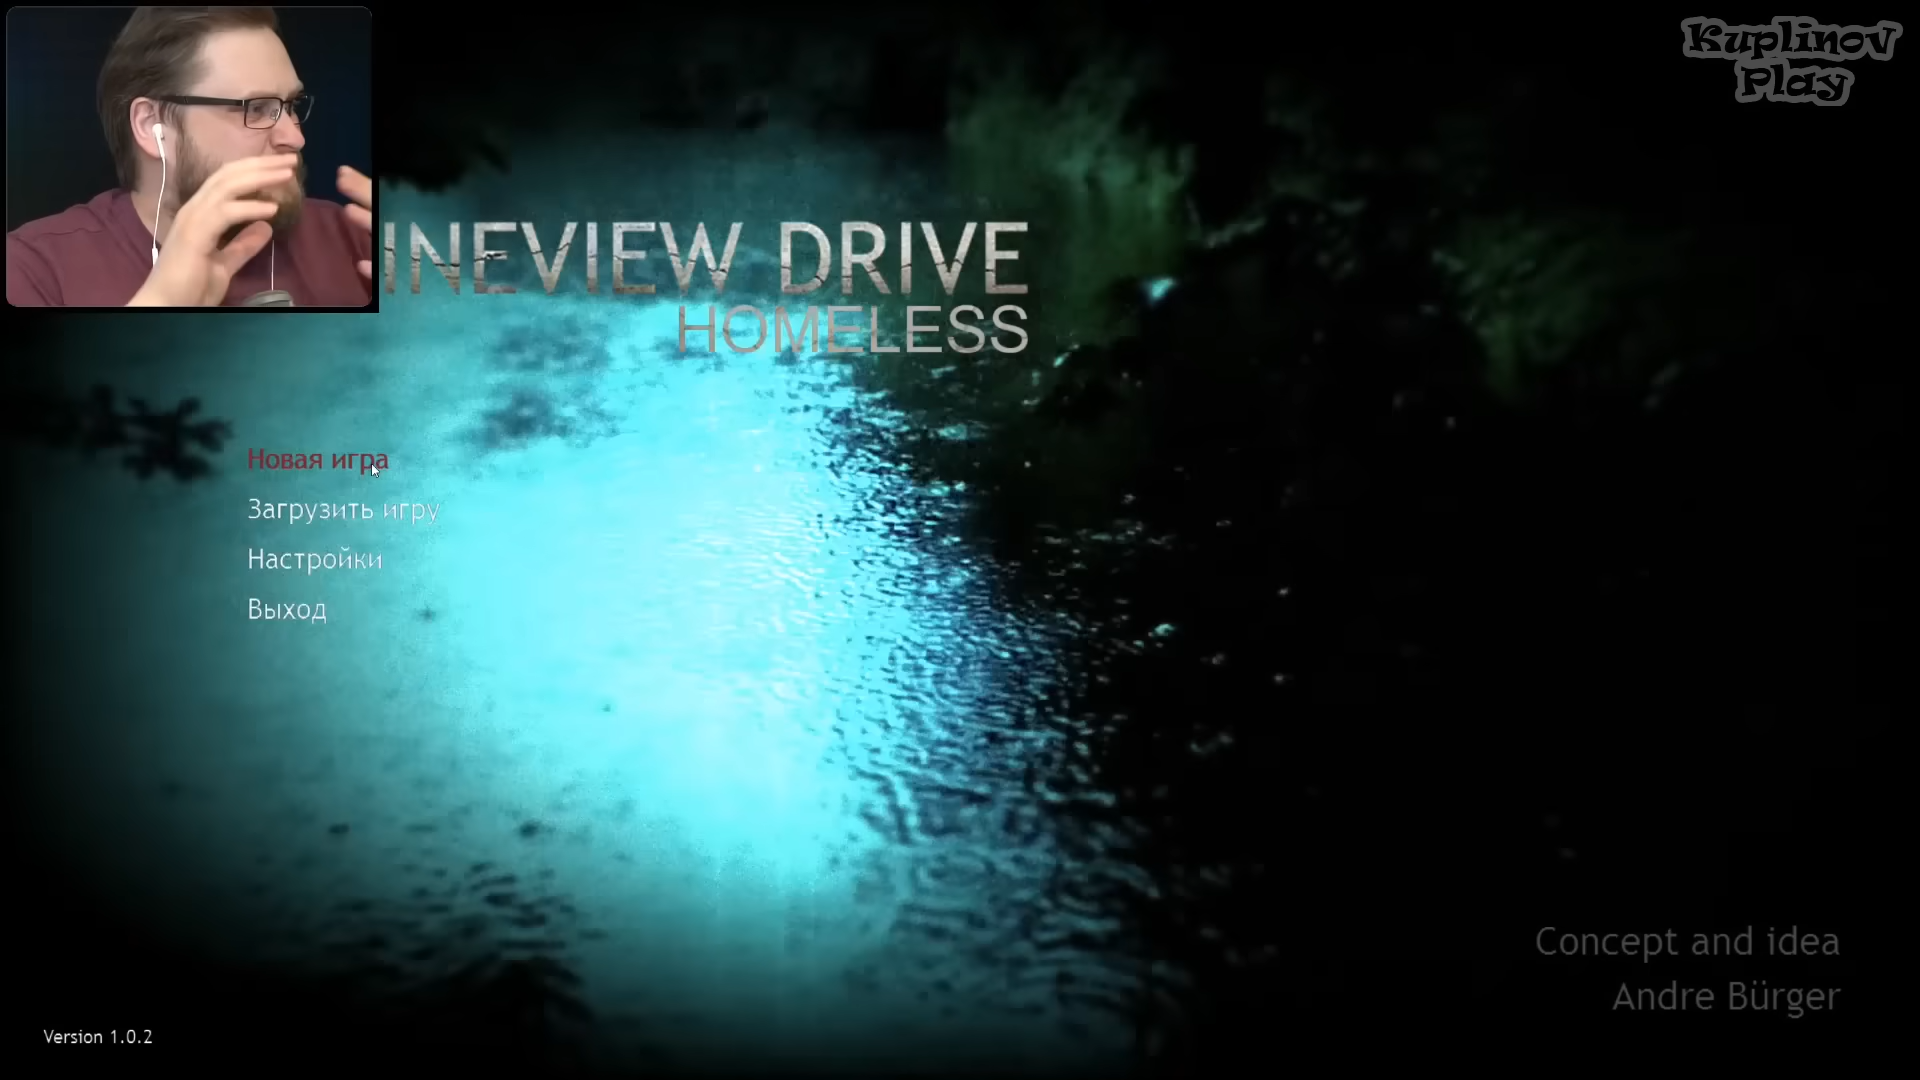 Kuplinov
Play
INEVIEW DRIVE
HOMELESS
Новая игра
Загрузить игру
Настройки
Выход
Concept and idea
Andre Bürger
Version 1.0.2